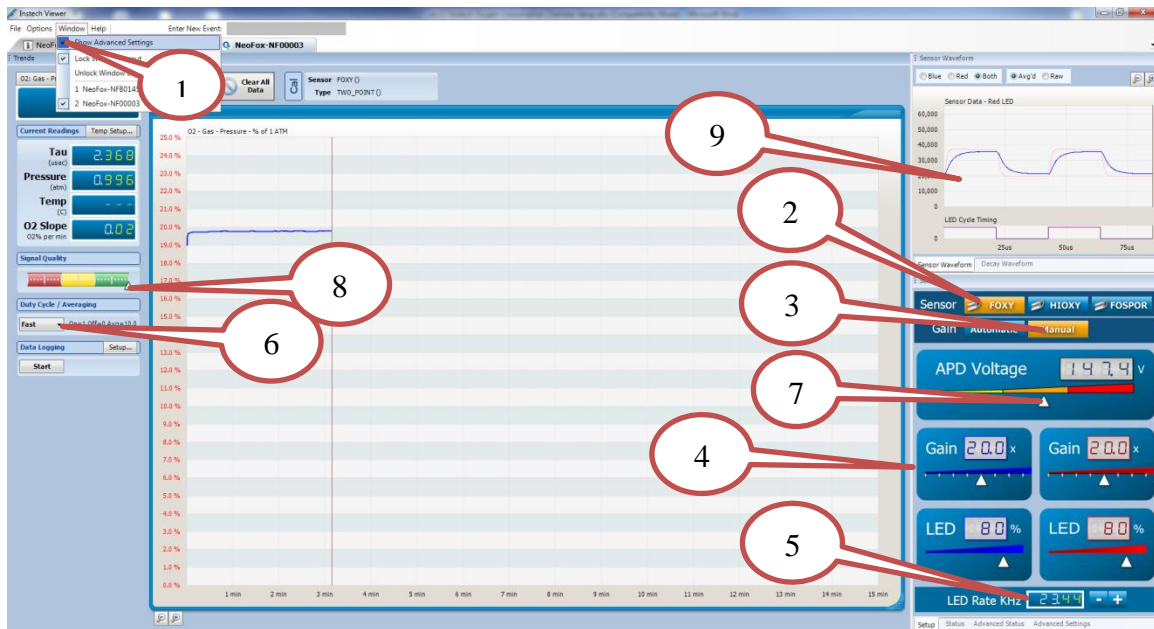 Instech Viewer
File Options Window Help
Enter New Event:
Show Advanced Settings
NeoFox-NF00003
Trends
Unlock Window
1 NeoFox-NF80145
2 NeoFox-NF00003
1
Clear All
Data
Cal
Sensor FOXY ()
Type TWO_POINT ()
Current Readings Temp Setup...
Tau
(usec)
2.368
Pressure
(atm)
0.996
Temp
(C)
- - -
O2 Slope
O2% per min
0.02
Signal Quality
Duty Cycle / Averaging
Fast
Data Logging Setup...
Start
O2 - Gas - Pressure - % of 1 ATM
25.0 %
24.0 %
23.0 %
22.0 %
21.0 %
20.0 %
19.0 %
18.0 %
17.0 %
16.0 %
15.0 %
13.0 %
12.0 %
11.0 %
10.0 %
9.0 %
8.0 %
7.0 %
6.0 %
5.0 %
4.0 %
3.0 %
2.0 %
1.0 %
0.0 %
1 min 2 min 3 min 4 min 5 min 6 min 7 min 8 min 9 min 10 min 11 min 12 min 13 min 14 min 15 min
8
6
9
2
3
7
4
5
Sensor Waveform
Blue Red Both Avg'd Raw
Sensor Data - Red LED
60,000
50,000
40,000
30,000
20,000
10,000
0
LED Cycle Timing
0
25us 50us 75us
Sensor Waveform Decay Waveform
Sensor FOXY HIOXY FOSPOR
Gain Automatic Manual
APD Voltage 147.4 V
Gain 20.0 x Gain 20.0 x
LED 80 % LED 80 %
LED Rate KHz 23.44 - +
Setup Status Advanced Status Advanced Settings